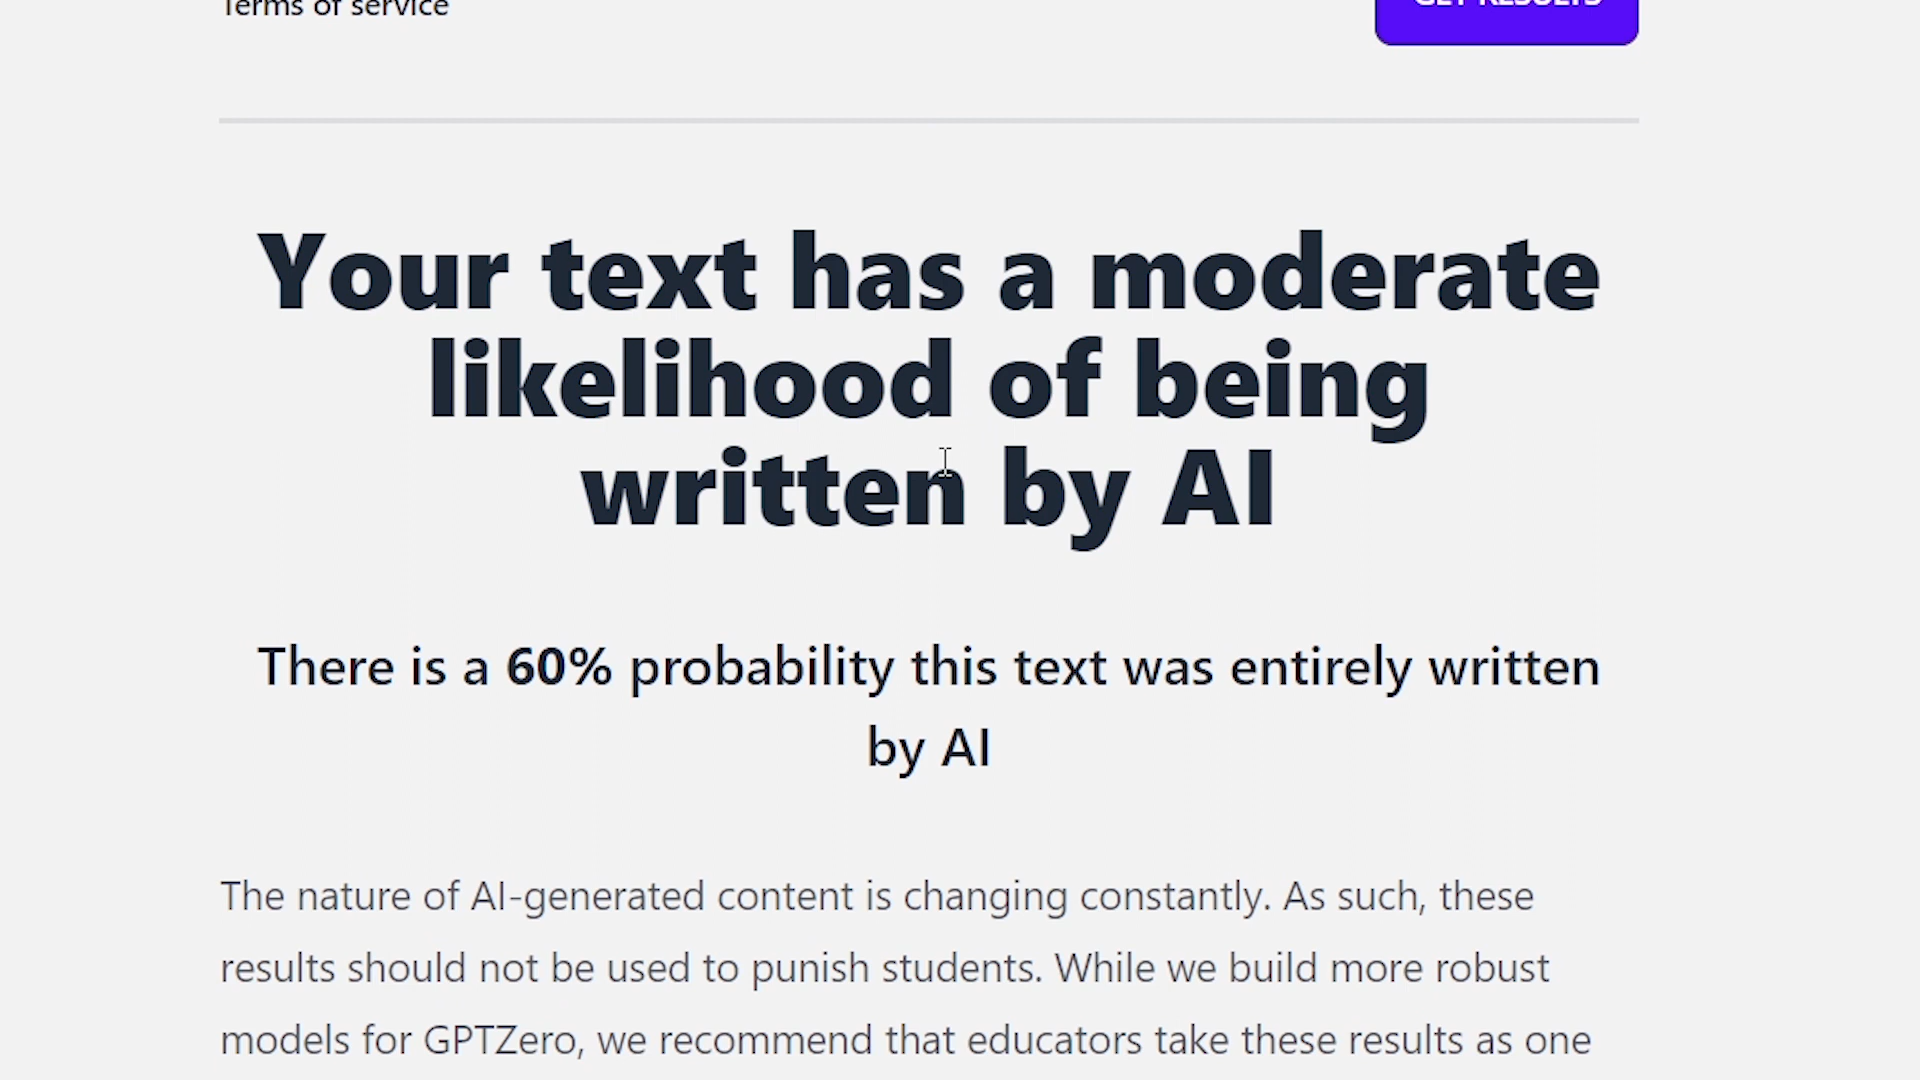 Terms of service
GET RESULTS
Your text has a moderate
likelihood of being
written by AI
There is a 60% probability this text was entirely written
by AI
The nature of AI-generated content is changing constantly. As such, these
results should not be used to punish students. While we build more robust
models for GPTZero, we recommend that educators take these results as one